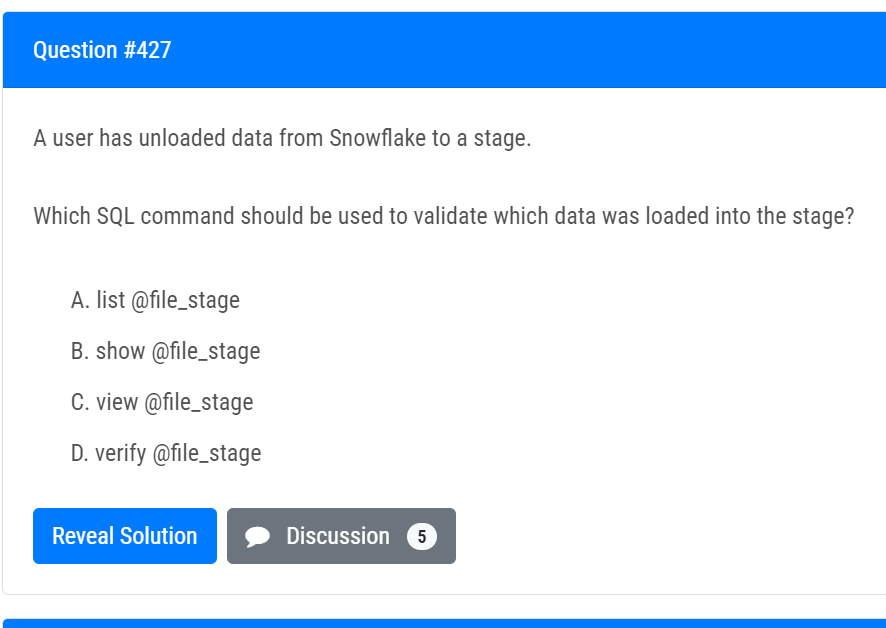 Question #427
A user has unloaded data from Snowflake to a stage.
Which SQL command should be used to validate which data was loaded into the stage?
A. list @file_stage
B. show @file_stage
C. view @file_stage
D. verify @file_stage
Reveal Solution Discussion 5